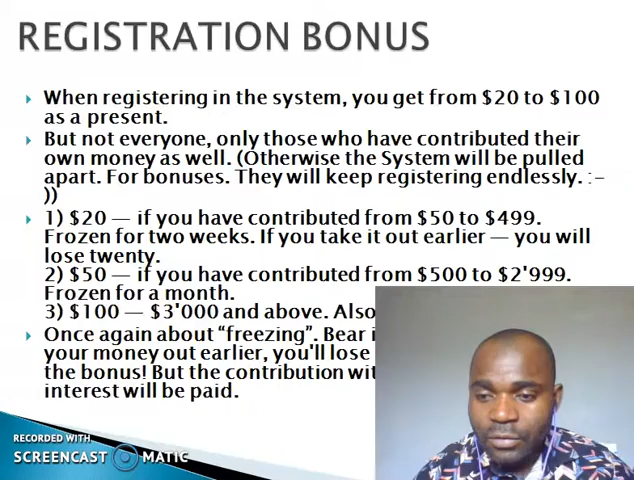 REGISTRATION BONUS
When registering in the system, you get from $20 to $100
as a present.
But not everyone, only those who have contributed their
own money as well. (Otherwise the System will be pulled
apart. For bonuses. They will keep registering endlessly. :-
))
1) $20 — if you have contributed from $50 to $499.
Frozen for two weeks. If you take it out earlier — you will
lose twenty.
2) $50 — if you have contributed from $500 to $2'999.
Frozen for a month.
3) $100 — $3'000 and above. Also
Once again about “freezing”. Bear
your money out earlier, you'll lose
the bonus! But the contribution
interest will be paid.
RECORDED WITH
SCREENCAST MATIC